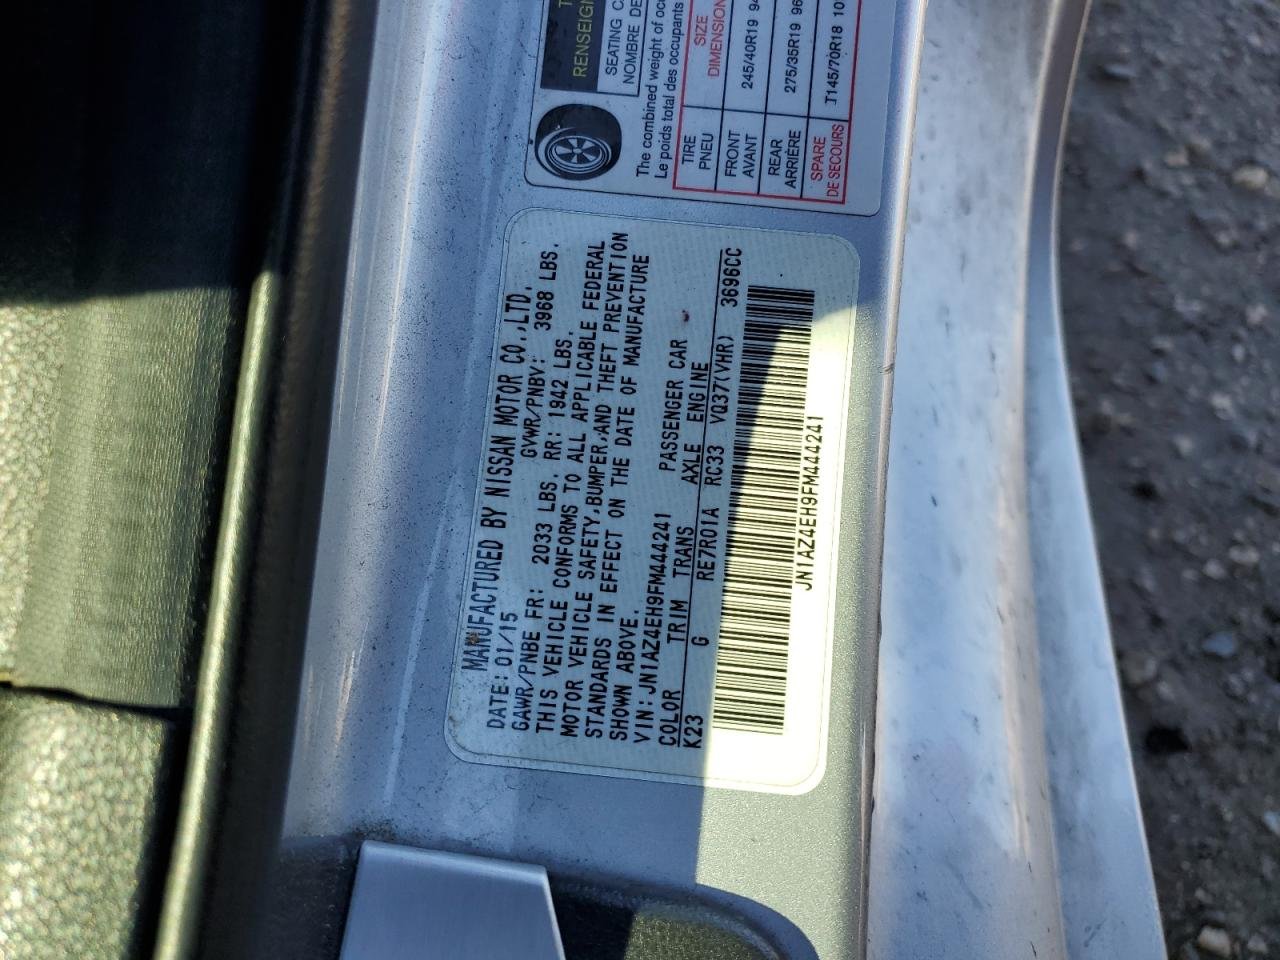 RENSEIGN
SEATING
NOMBRE DE
The combined weight of
Le poids total des occupants
TIRE SIZE
PNEU DIMENSION
FRONT 245/40R19
AVANT
REAR 275/35R19
ARRIÈRE
SPARE T145/70R18
DE SECOURS
MANUFACTURED BY NISSAN MOTOR CO.,LTD.
DATE: 01/15 GVWR/PNBV: 3968 LBS.
GAWR/PNBE FR: 2033 LBS. RR: 1942 LBS.
THIS VEHICLE CONFORMS TO ALL APPLICABLE FEDERAL
MOTOR VEHICLE SAFETY,BUMPER,AND THEFT PREVENTION
STANDARDS IN EFFECT ON THE DATE OF MANUFACTURE
SHOWN ABOVE.
VIN: JN1AZ4EH9FM444241 PASSENGER CAR
COLOR TRIM TRANS AXLE ENGINE
K23 G RE7R01A RC33 VQ37(VHR) 3696CC
JN1AZ4EH9FM444241